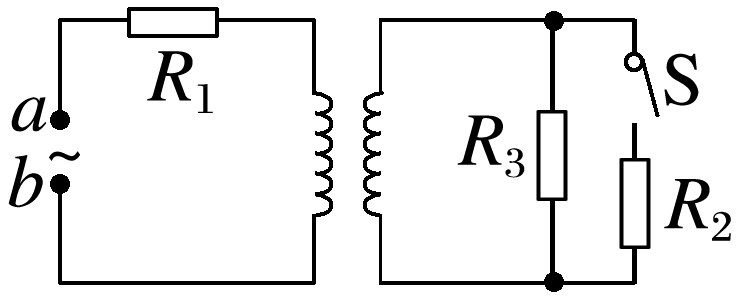 R₁
S
a
~
R₃
b
R₂